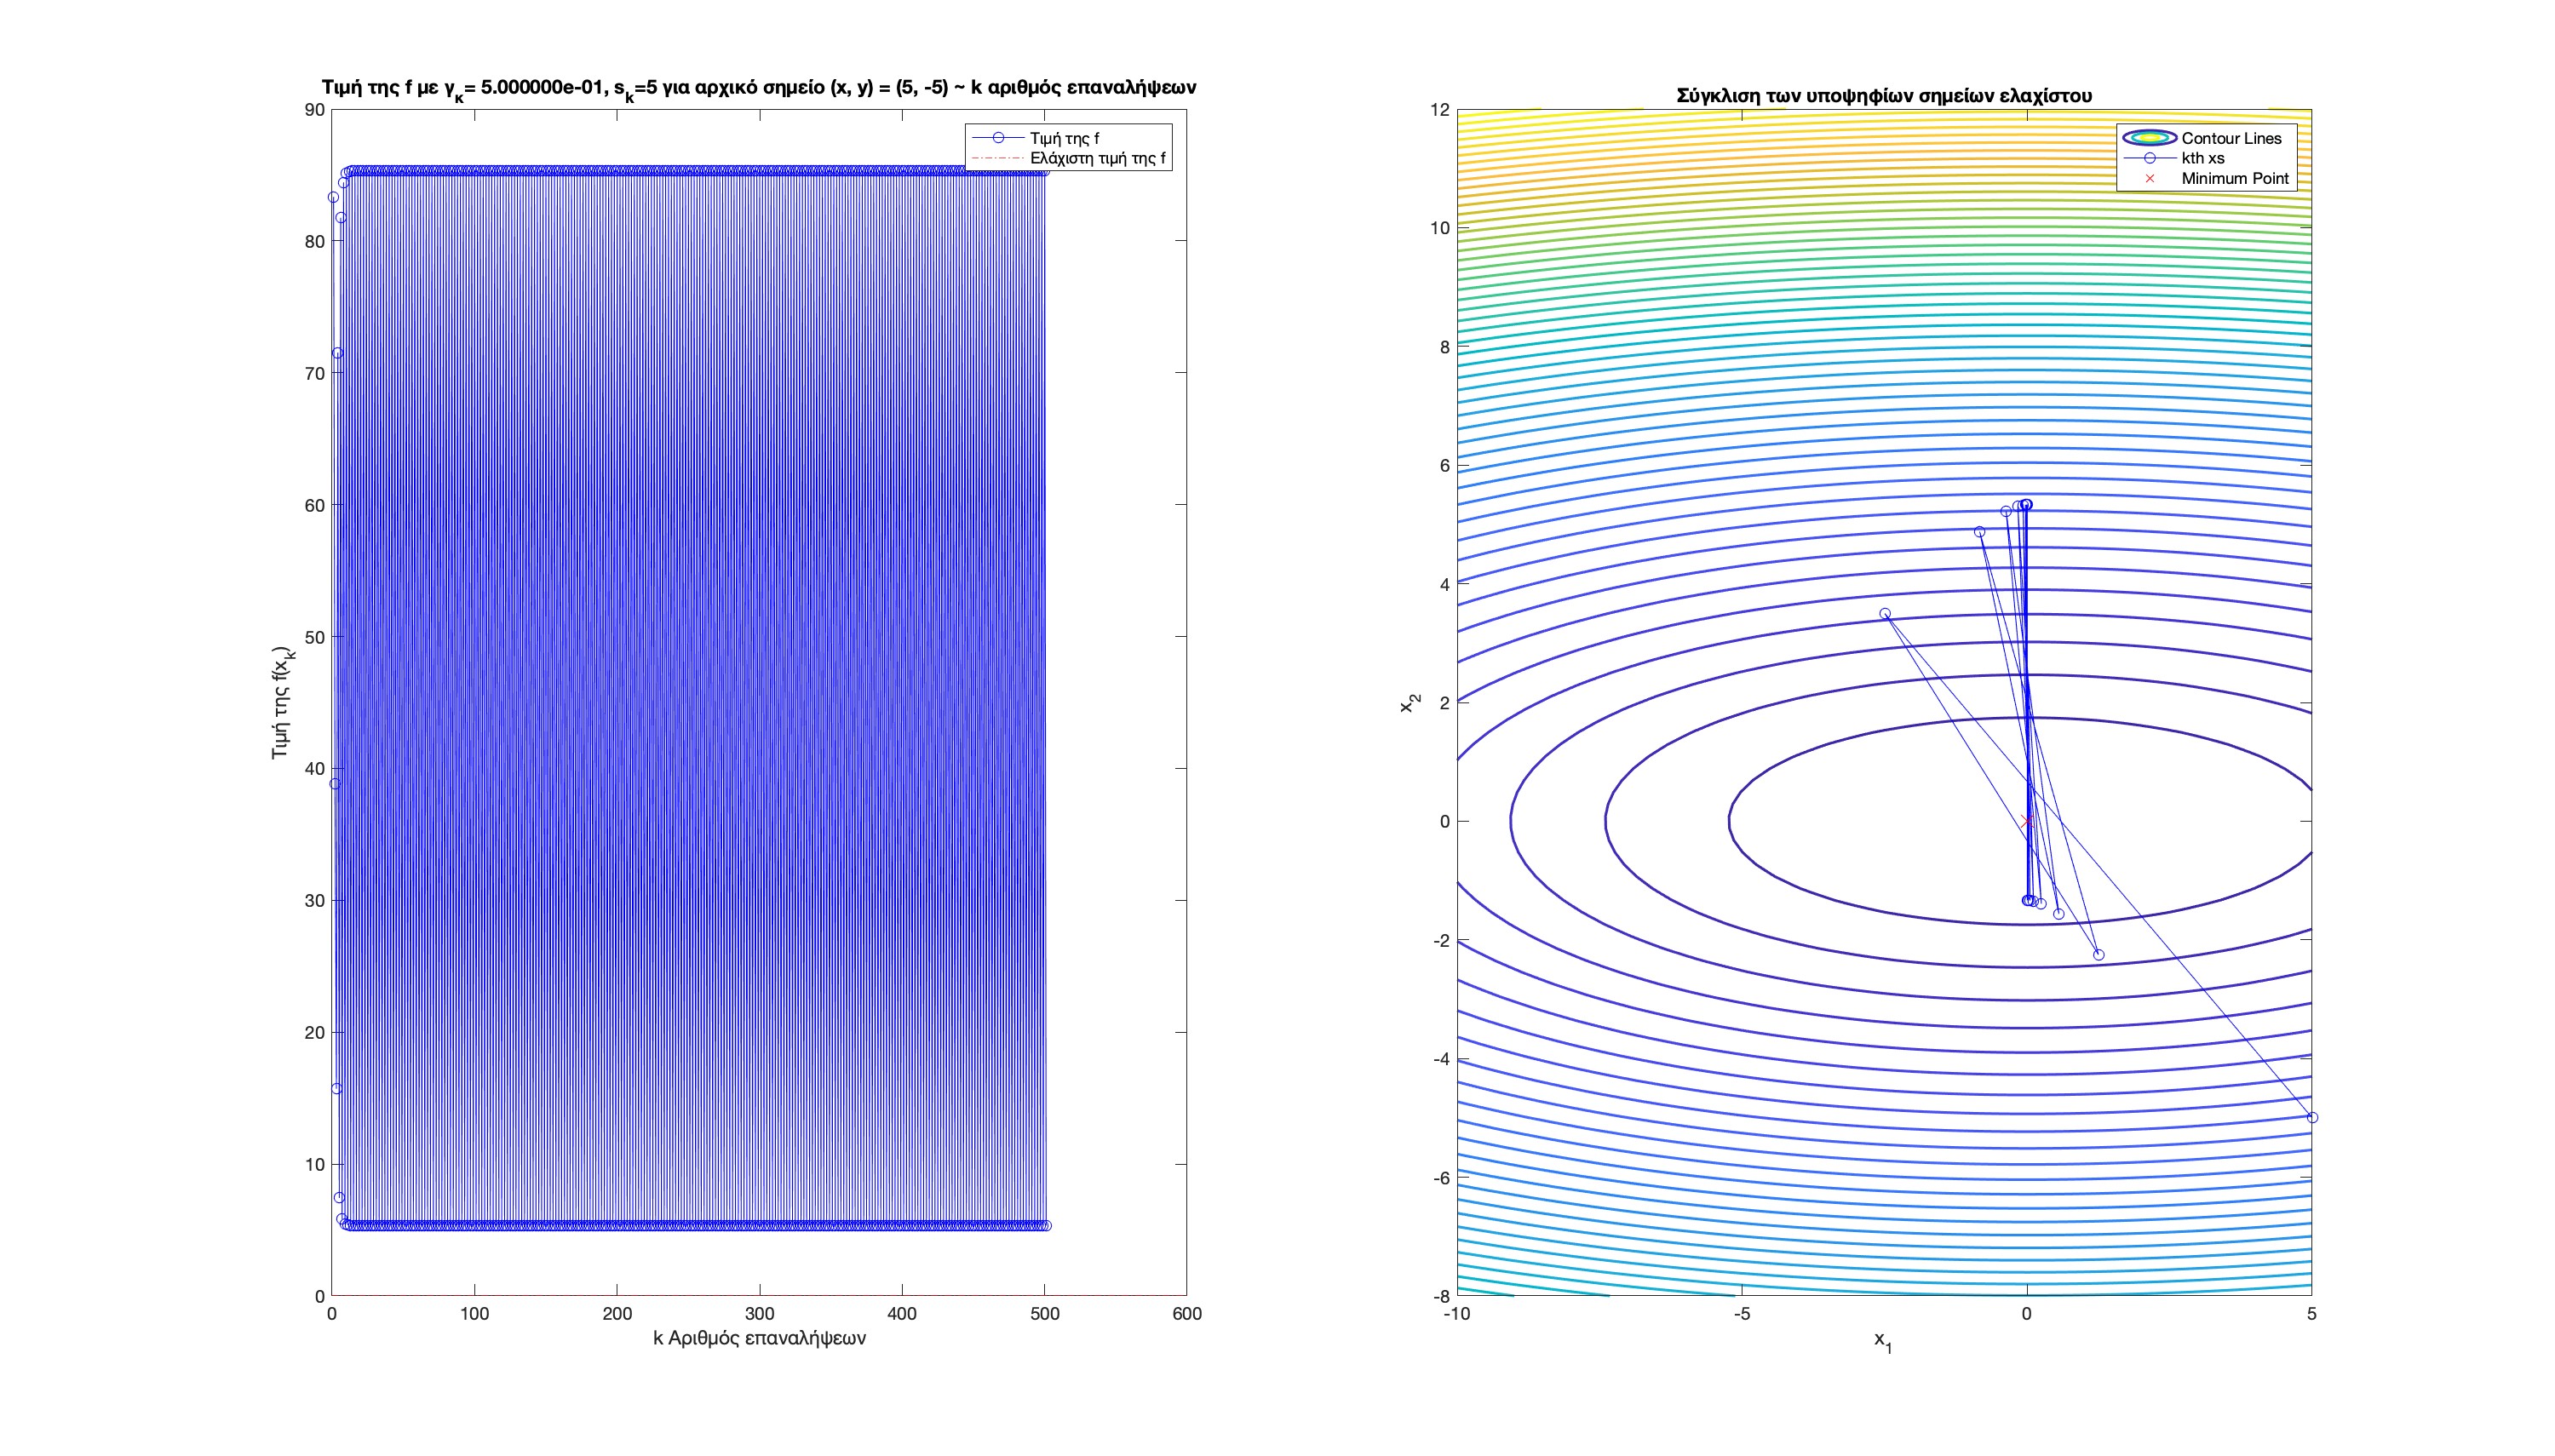 Τιμή της f με γκ= 5.000000e-01, sk=5 για αρχικό σημείο (x, y) = (5, -5) ~ k αριθμός επαναλήψεων
90
80
70
60
50
40
30
20
10
0
Τιμή της f(xk)
Τιμή της f
Ελάχιστη τιμή της f
0 100 200 300 400 500 600
k Αριθμός επαναλήψεων
Σύγκλιση των υποψηφίων σημείων ελαχίστου
12
10
8
6
4
2
0
-2
-4
-6
-8
x2
Contour Lines
kth xs
Minimum Point
-10 -5 0 5
x1